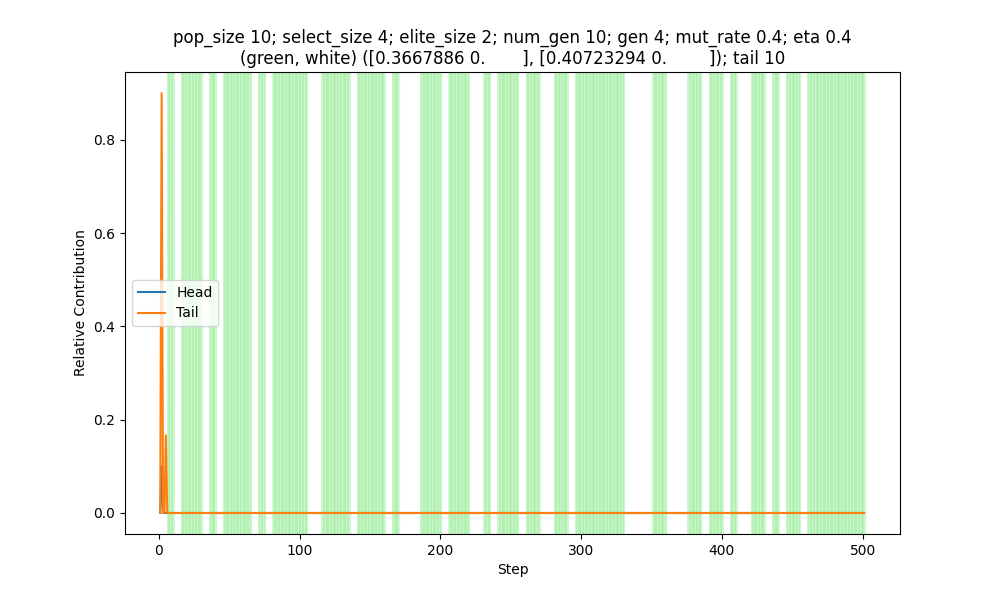 pop_size 10; select_size 4; elite_size 2; num_gen 10; gen 4; mut_rate 0.4; eta 0.4
(green, white) ([0.3667886 0.       ], [0.40723294 0.        ]); tail 10
Relative Contribution
0.8
0.6
0.4
0.2
0.0
Head
Tail
0 100 200 300 400 500
Step